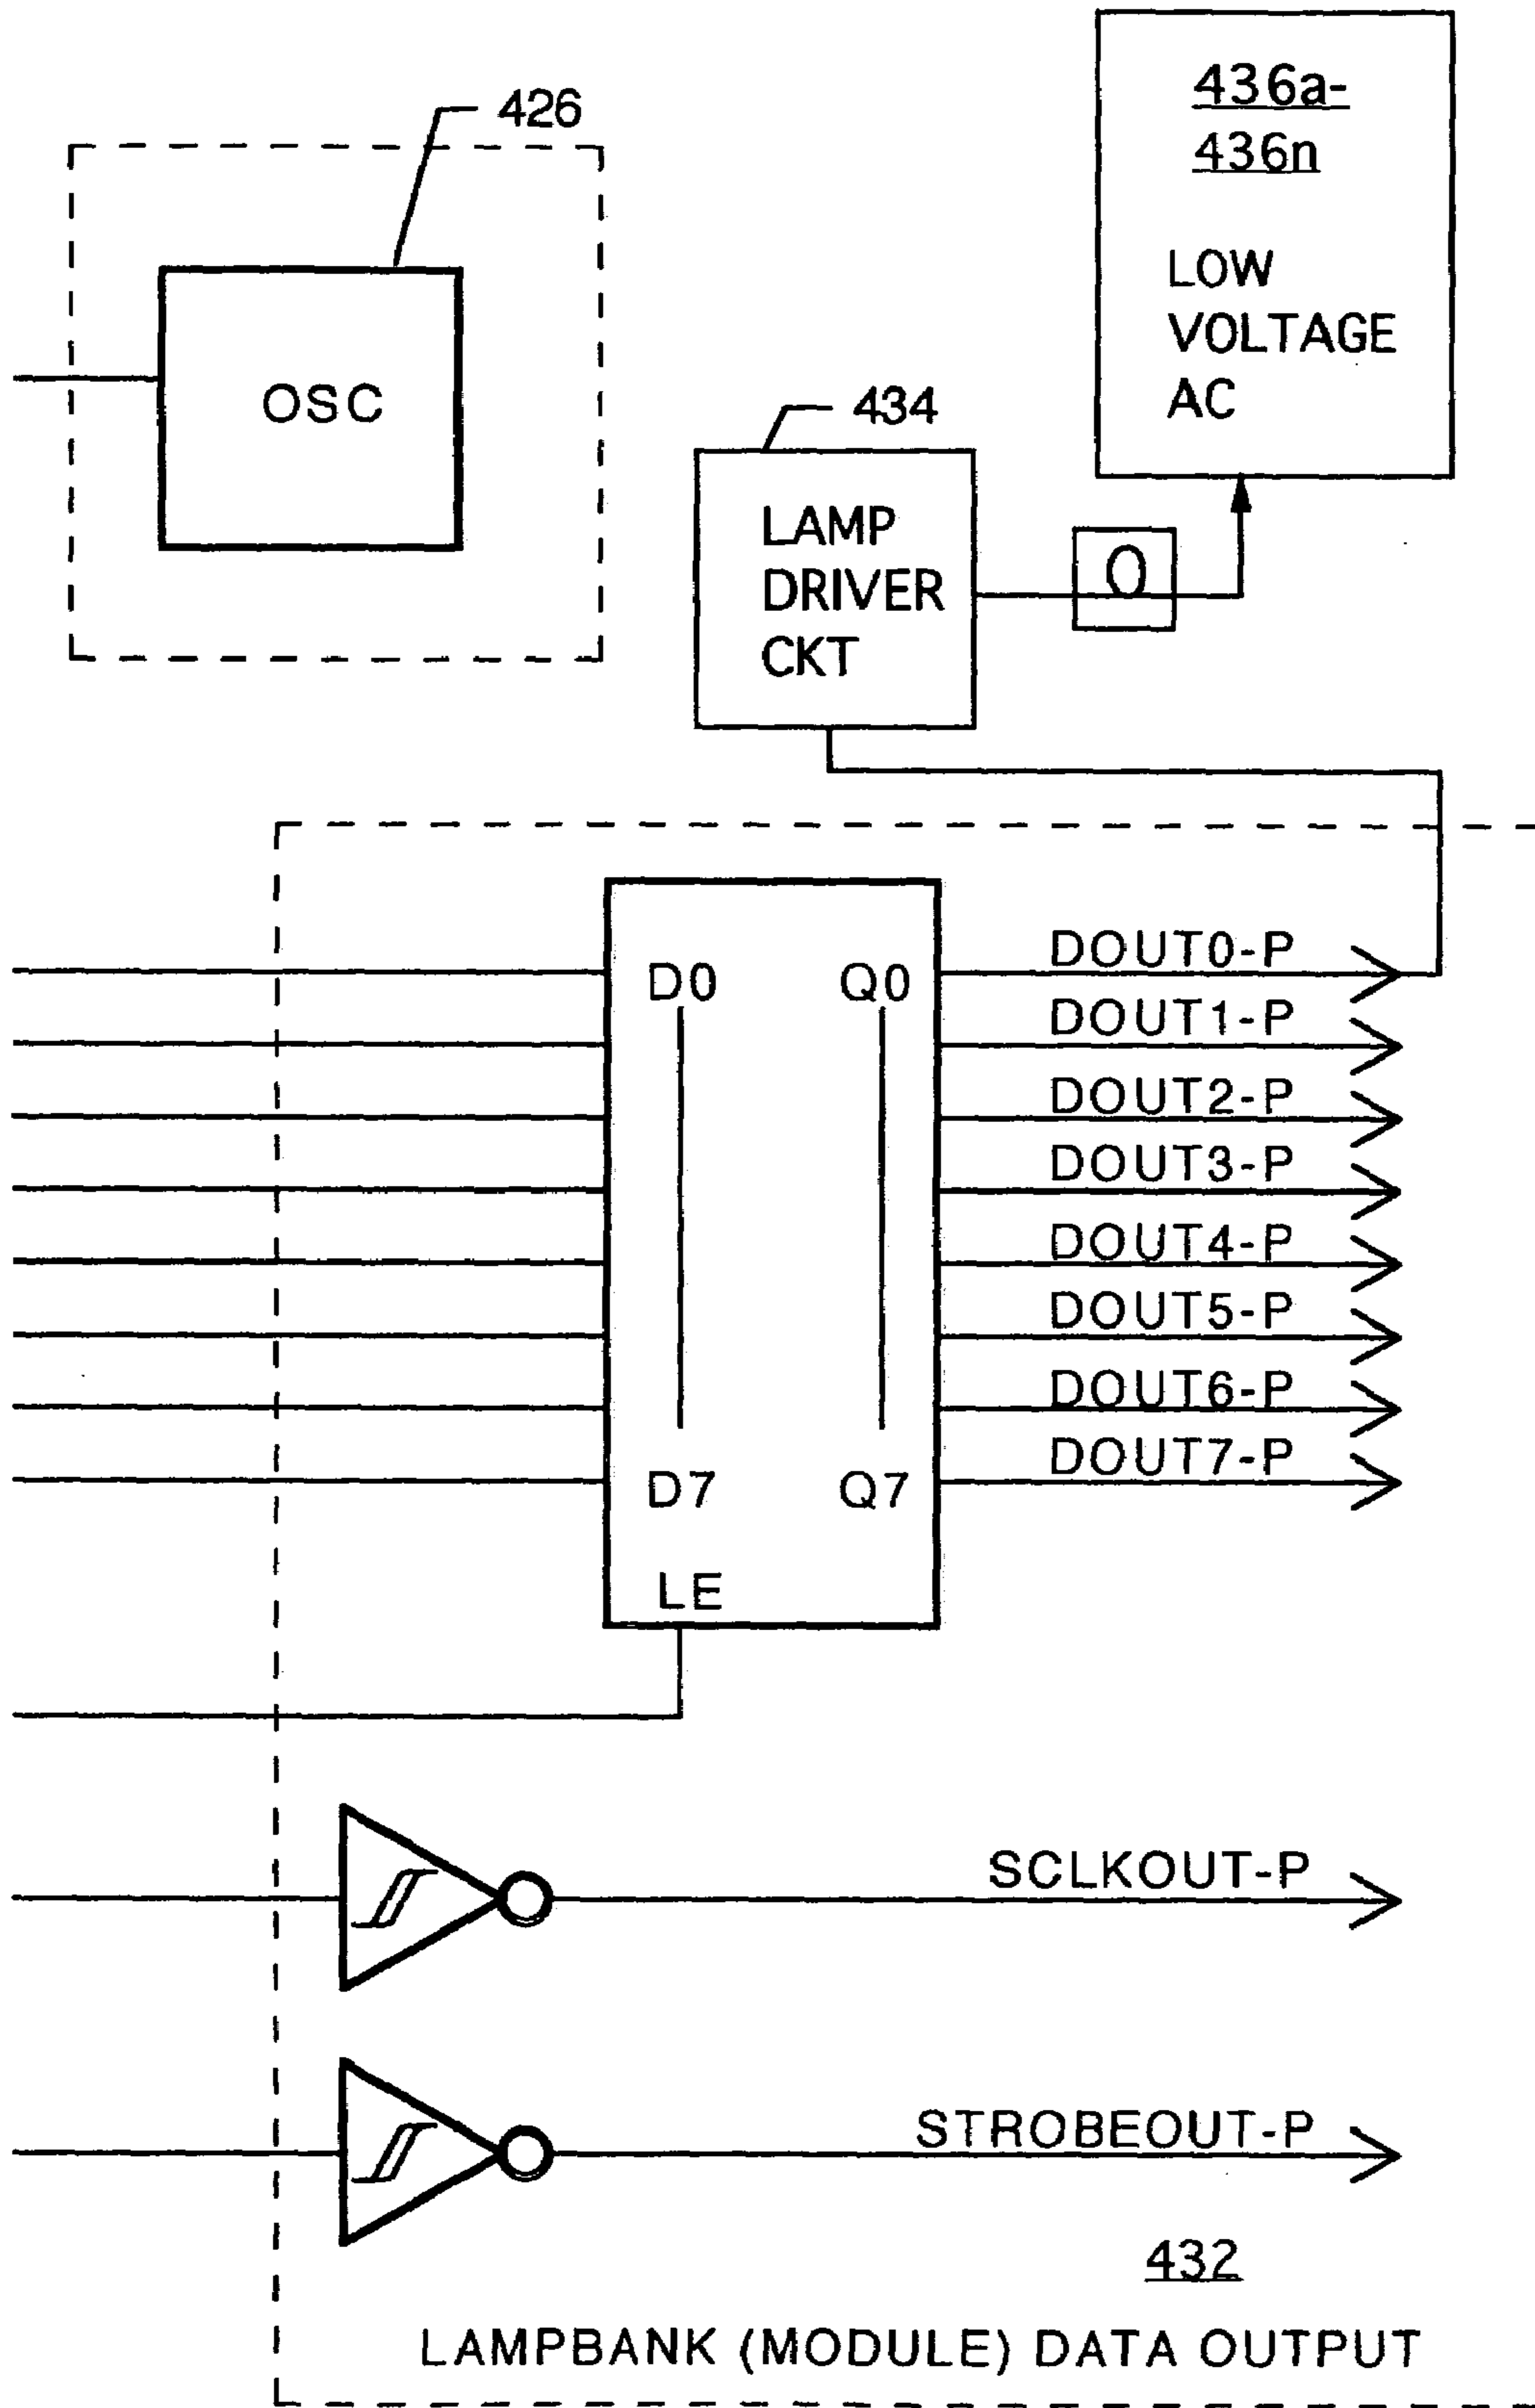 426
436a-
436n
LOW
VOLTAGE
AC
OSC
434
LAMP
DRIVER
CKT
O
D0 Q0 DOUT0-P
DOUT1-P
DOUT2-P
DOUT3-P
DOUT4-P
DOUT5-P
DOUT6-P
D7 Q7 DOUT7-P
LE
SCLKOUT-P
STROBEOUT-P
432
LAMPBANK (MODULE) DATA OUTPUT